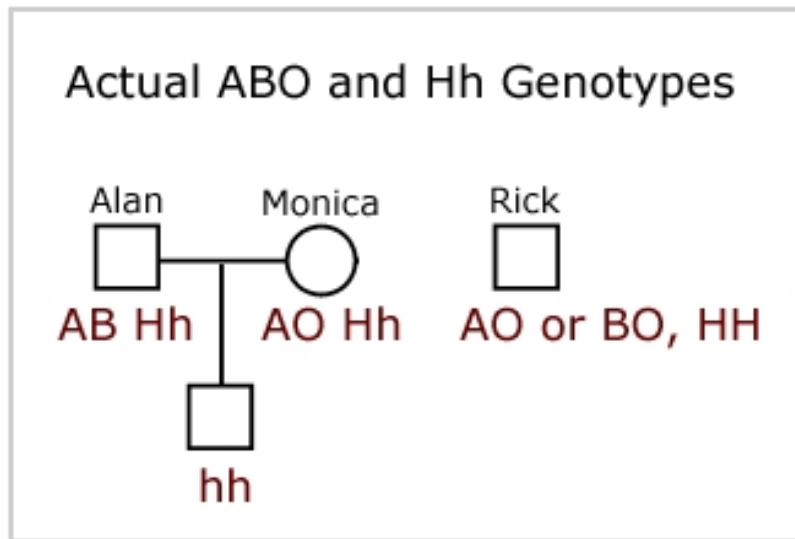 Actual ABO and Hh Genotypes
Alan Monica Rick
AB Hh AO Hh AO or BO, HH
hh